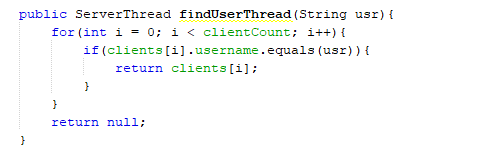 public ServerThread findUserThread(String usr){
for(int i = 0; i < clientCount; i++){
if(clients[i].username.equals(usr)){
return clients[i];
}
}
return null;
}